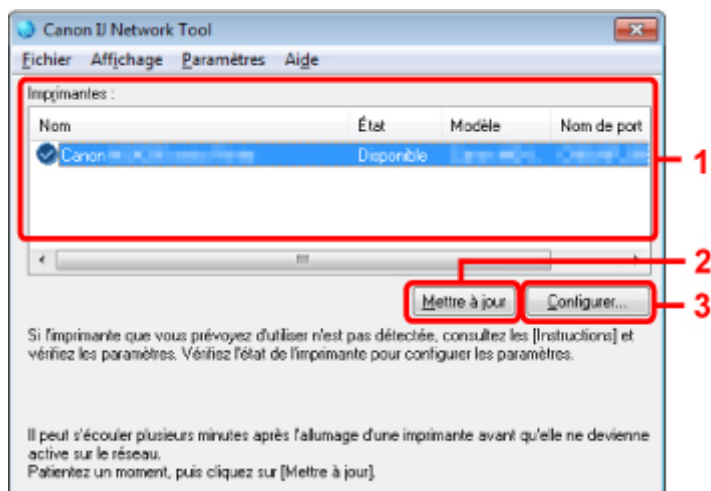 Canon IJ Network Tool
Fichier Affichage Paramètres Aide
Imprimantes :
Nom État Modèle Nom de port
Canon Disponible
1
2
Mettre à jour Configurer...
3
Si l'imprimante que vous prévoyez d'utiliser n'est pas détectée, consultez les [Instructions] et
vérifiez les paramètres. Vérifiez l'état de l'imprimante pour configurer les paramètres.
Il peut s'écouler plusieurs minutes après l'allumage d'une imprimante avant qu'elle ne devienne
active sur le réseau.
Patientez un moment, puis cliquez sur [Mettre à jour].